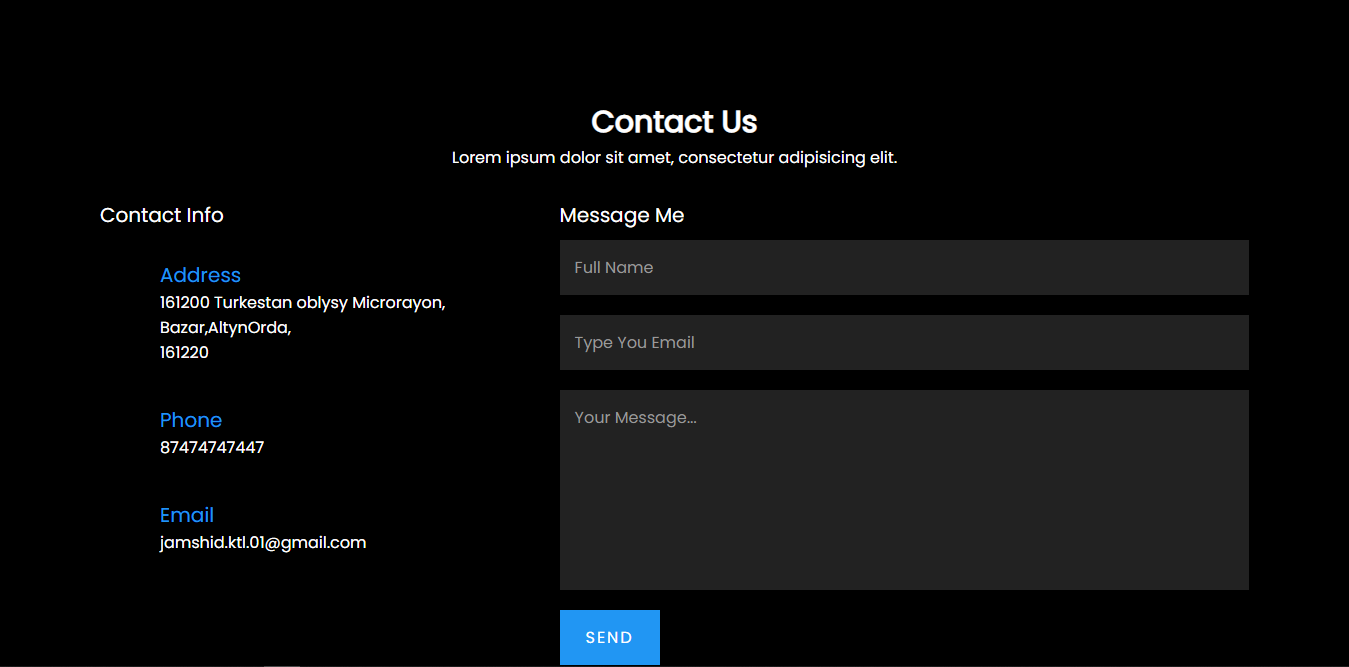 Contact Us
Lorem ipsum dolor sit amet, consectetur adipisicing elit.
Contact Info
Address
161200 Turkestan oblysy Microrayon,
Bazar,AltynOrda,
161220
Phone
87474747447
Email
jamshid.ktl.01@gmail.com
Message Me
Full Name
Type You Email
Your Message...
SEND